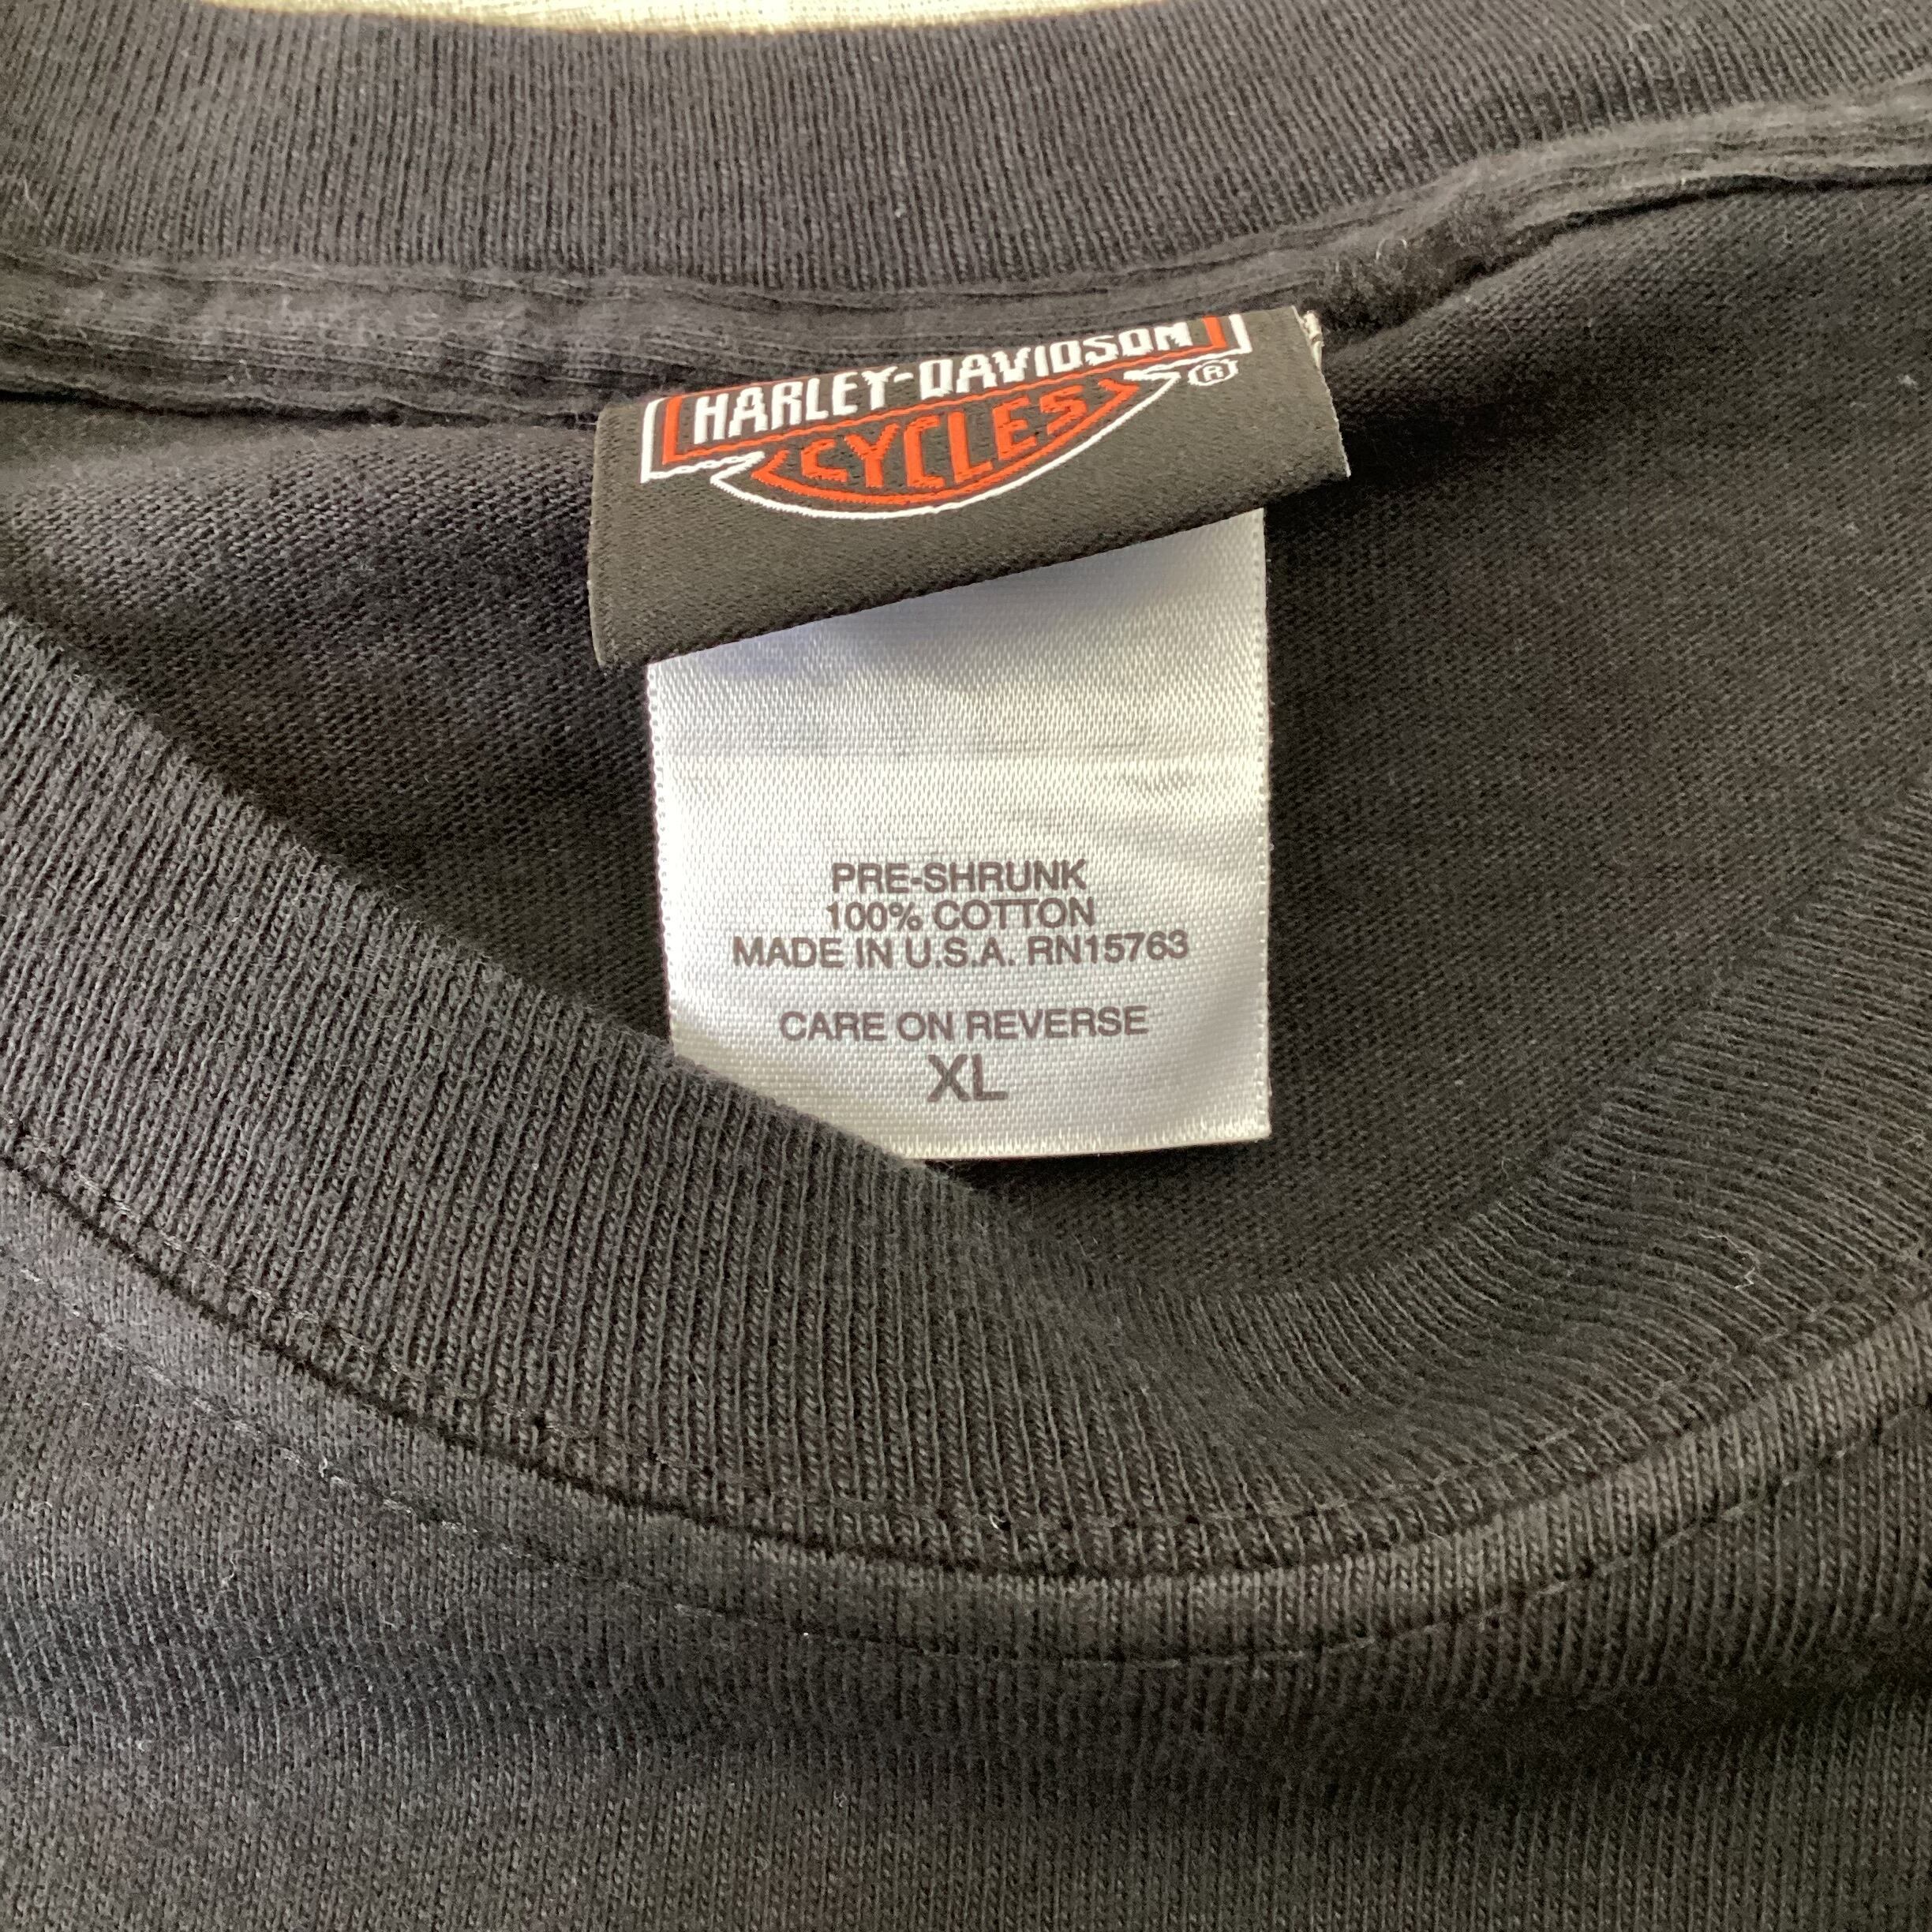 HARLEY-DAVIDSON
CYCLES
®
PRE-SHRUNK
100% COTTON
MADE IN U.S.A. RN15763
CARE ON REVERSE
XL